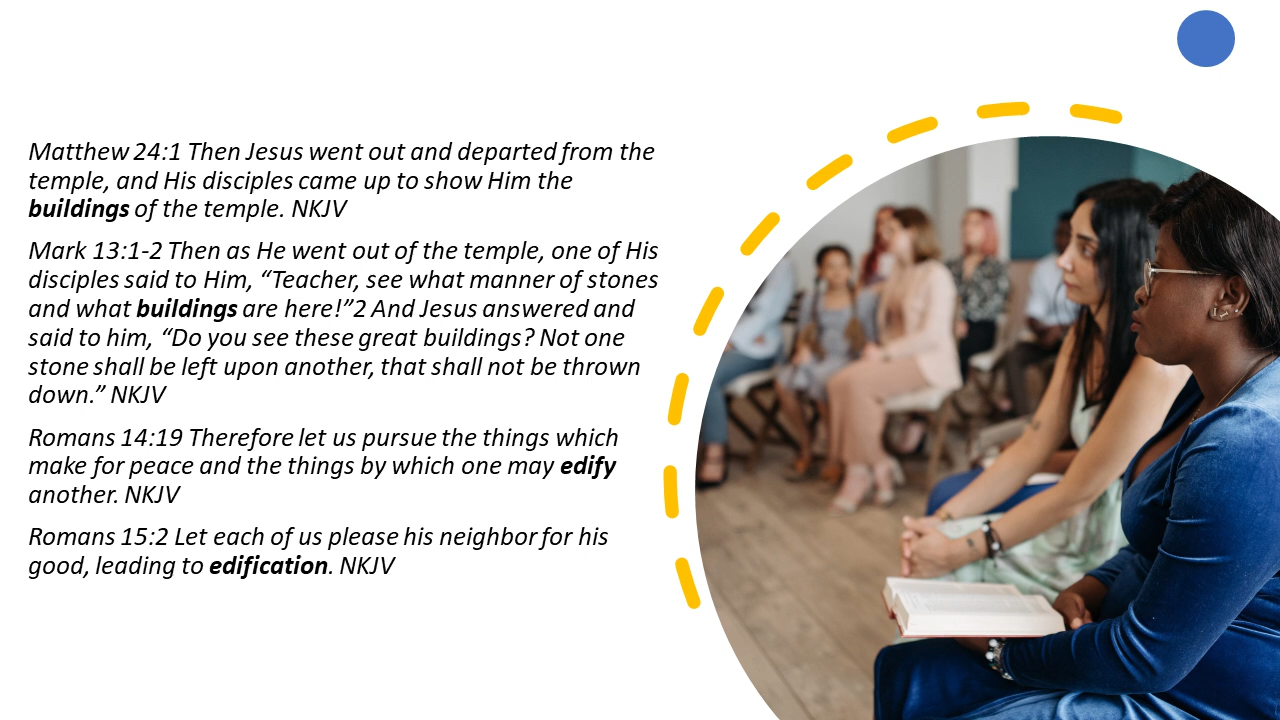 Matthew 24:1 Then Jesus went out and departed from the
temple, and His disciples came up to show Him the
buildings of the temple. NKJV
Mark 13:1-2 Then as He went out of the temple, one of His
disciples said to Him, “Teacher, see what manner of stones
and what buildings are here!”2 And Jesus answered and
said to him, “Do you see these great buildings? Not one
stone shall be left upon another, that shall not be thrown
down.” NKJV
Romans 14:19 Therefore let us pursue the things which
make for peace and the things by which one may edify
another. NKJV
Romans 15:2 Let each of us please his neighbor for his
good, leading to edification. NKJV